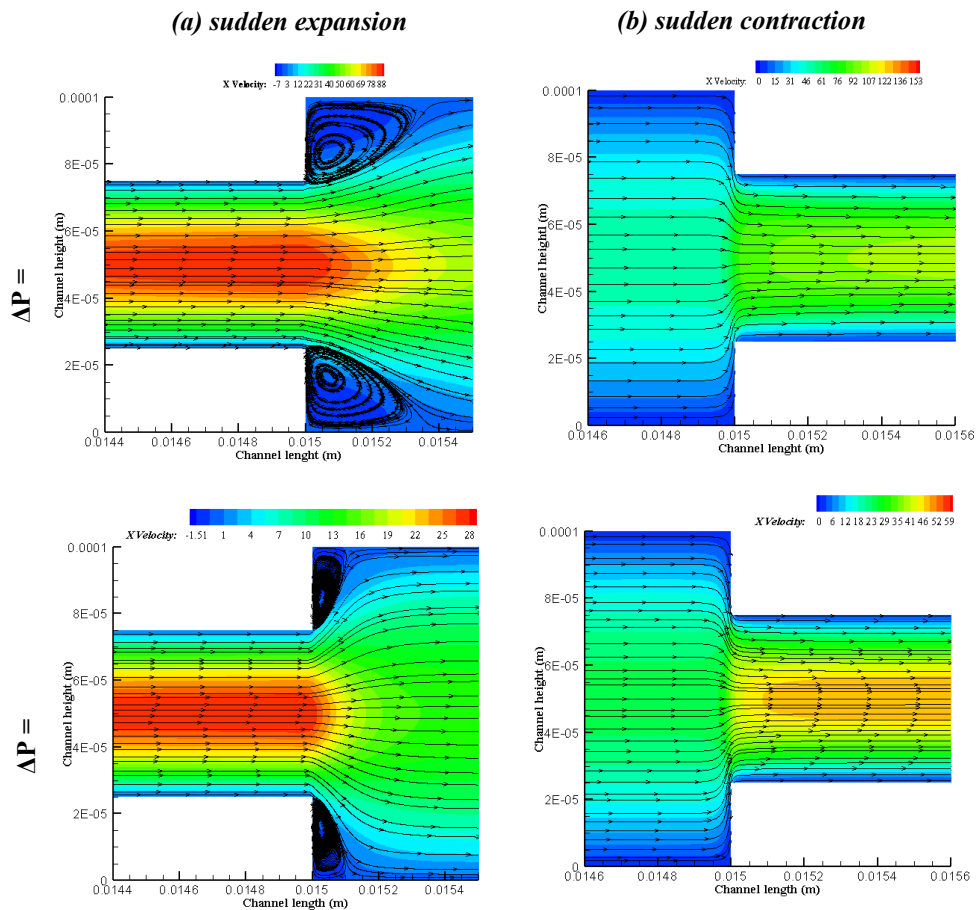 (a) sudden expansion
(b) sudden contraction
X Velocity: -7 3 12 22 31 40 50 60 69 78 88
X Velocity: 0 15 31 46 61 76 92 107 122 136 153
ΔP =
Channel height (m)
0.0001
8E-05
6E-05
4E-05
2E-05
0
0.0144 0.0146 0.0148 0.015 0.0152 0.0154
Channel lenght (m)
Channel heightl (m)
0.0001
8E-05
6E-05
4E-05
2E-05
0
0.0146 0.0148 0.015 0.0152 0.0154 0.0156
Channel lenght (m)
X Velocity: -1.51 1 4 7 10 13 16 19 22 25 28
X Velocity: 0 6 12 18 23 29 35 41 46 52 59
ΔP =
Channel height (m)
0.0001
8E-05
6E-05
4E-05
2E-05
0
0.0144 0.0146 0.0148 0.015 0.0152 0.0154
Channel length (m)
Channel height (m)
0.0001
8E-05
6E-05
4E-05
2E-05
0
0.0146 0.0148 0.015 0.0152 0.0154 0.0156
Channel length (m)